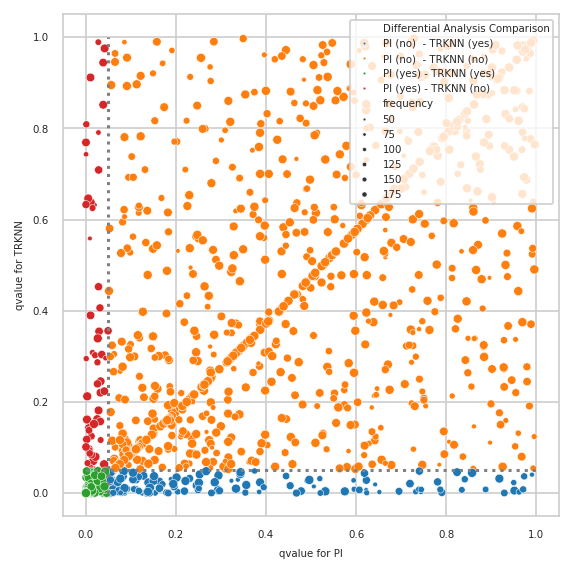 Differential Analysis Comparison
PI (no) - TRKNN (yes)
PI (no) - TRKNN (no)
PI (yes) - TRKNN (yes)
PI (yes) - TRKNN (no)
frequency
50
75
100
125
150
175
1.0
0.8
0.6
0.4
0.2
0.0
qvalue for TRKNN
0.0 0.2 0.4 0.6 0.8 1.0
qvalue for PI